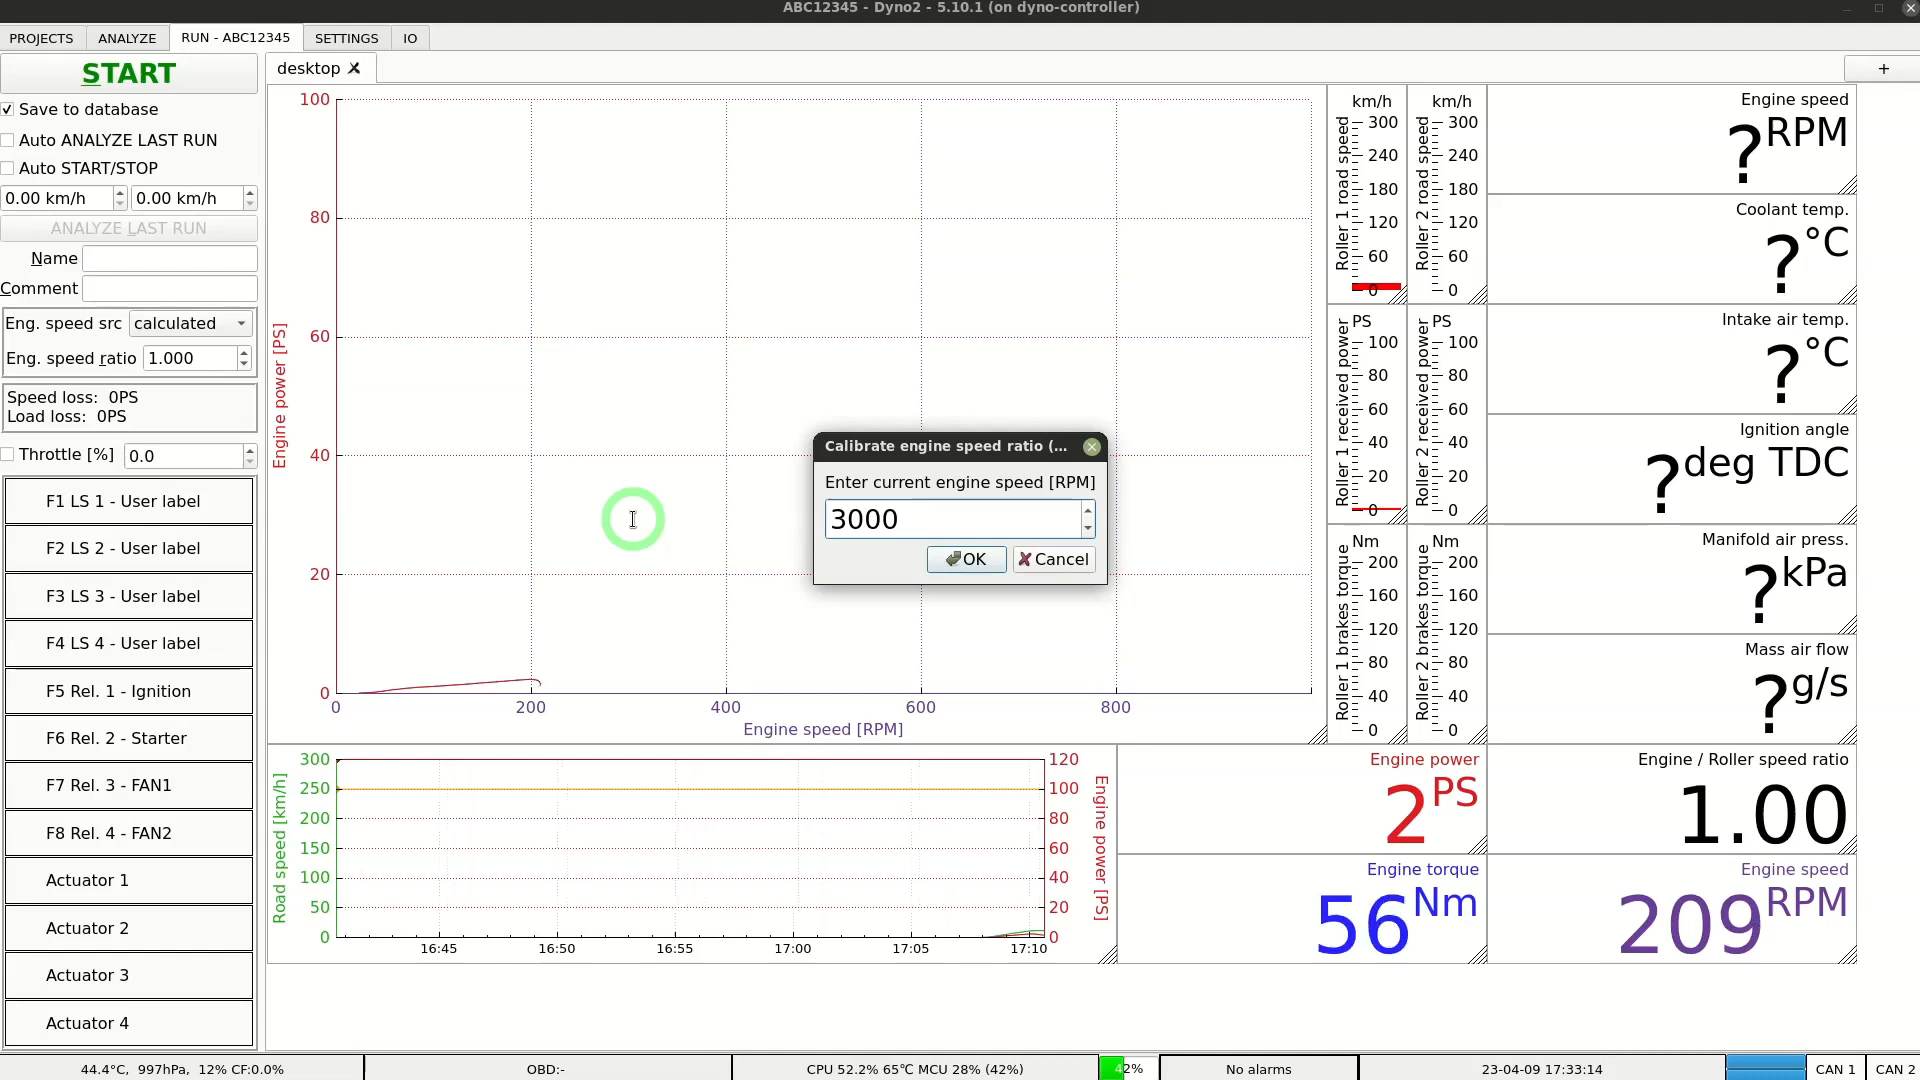 ABC12345 - Dyno2 - 5.10.1 (on dyno-controller)
PROJECTS
ANALYZE
RUN - ABC12345
SETTINGS
IO
START
Save to database
Auto ANALYZE LAST RUN
Auto START/STOP
0.00 km/h
0.00 km/h
ANALYZE LAST RUN
Name
Comment
Eng. speed src
calculated
Eng. speed ratio
1.000
Speed loss: 0PS
Load loss: 0PS
Throttle [%]
0.0
F1 LS 1 - User label
F2 LS 2 - User label
F3 LS 3 - User label
F4 LS 4 - User label
F5 Rel. 1 - Ignition
F6 Rel. 2 - Starter
F7 Rel. 3 - FAN1
F8 Rel. 4 - FAN2
Actuator 1
Actuator 2
Actuator 3
Actuator 4
desktop
+
Engine power [PS]
100
80
60
40
20
0
0
200
400
600
800
Engine speed [RPM]
Calibrate engine speed ratio (...
Enter current engine speed [RPM]
3000
OK
Cancel
Roller 1 road speed
km/h
300
240
180
120
60
0
Roller 2 road speed
km/h
300
240
180
120
60
0
Roller 1 received power
PS
100
80
60
40
20
0
Roller 2 received power
PS
100
80
60
40
20
0
Roller 1 brakes torque
Nm
200
160
120
80
40
0
Roller 2 brakes torque
Nm
200
160
120
80
40
0
Engine speed
? RPM
Coolant temp.
? °C
Intake air temp.
? °C
Ignition angle
? deg TDC
Manifold air press.
? kPa
Mass air flow
? g/s
Road speed [km/h]
300
250
200
150
100
50
0
120
100
80
60
40
20
0
Engine power [PS]
16:45
16:50
16:55
17:00
17:05
17:10
Engine power
2 PS
Engine / Roller speed ratio
1.00
Engine torque
56 Nm
Engine speed
209 RPM
44.4°C, 997hPa, 12% CF:0.0%
OBD:-
CPU 52.2% 65°C MCU 28% (42%)
42%
No alarms
23-04-09 17:33:14
CAN 1
CAN 2